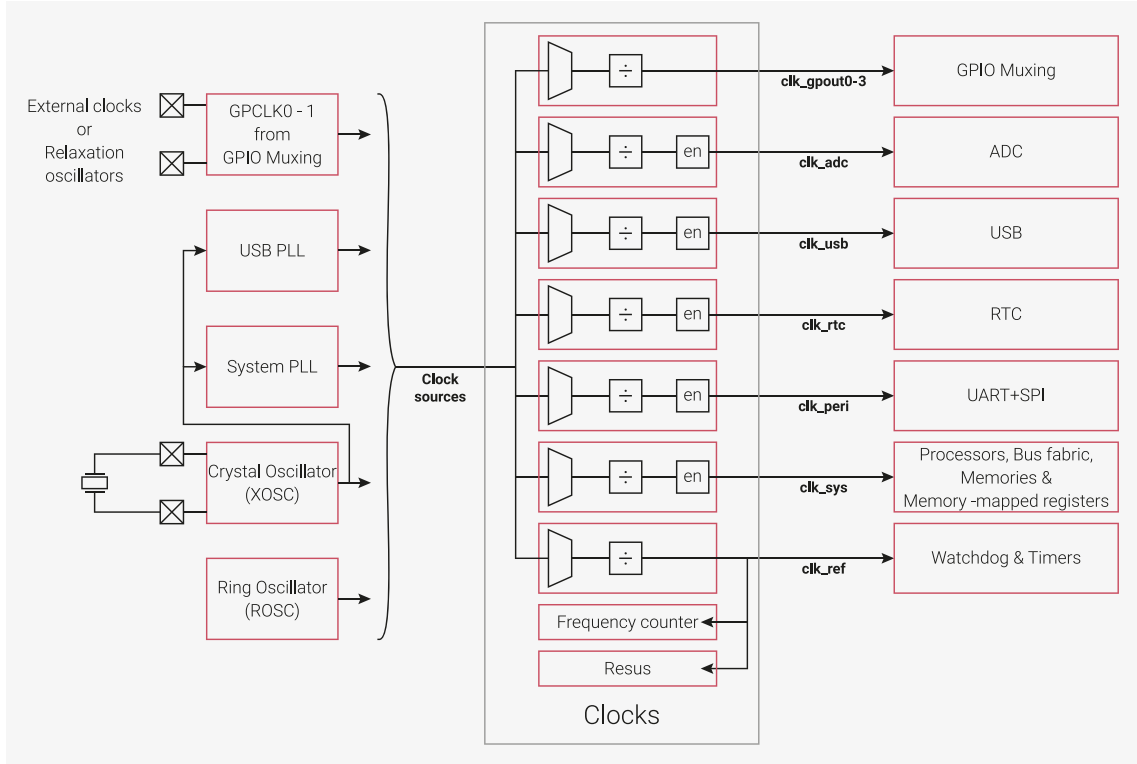 External clocks
or
Relaxation
oscillators
GPCLK0 - 1
from
GPIO Muxing
USB PLL
System PLL
Crystal Oscillator
(XOSC)
Ring Oscillator
(ROSC)
Clock
sources
÷
clk_gpout0-3
GPIO Muxing
÷
en
clk_adc
ADC
÷
en
clk_usb
USB
÷
en
clk_rtc
RTC
÷
en
clk_peri
UART+SPI
÷
en
clk_sys
Processors, Bus fabric,
Memories &
Memory -mapped registers
÷
clk_ref
Watchdog & Timers
Frequency counter
Resus
Clocks